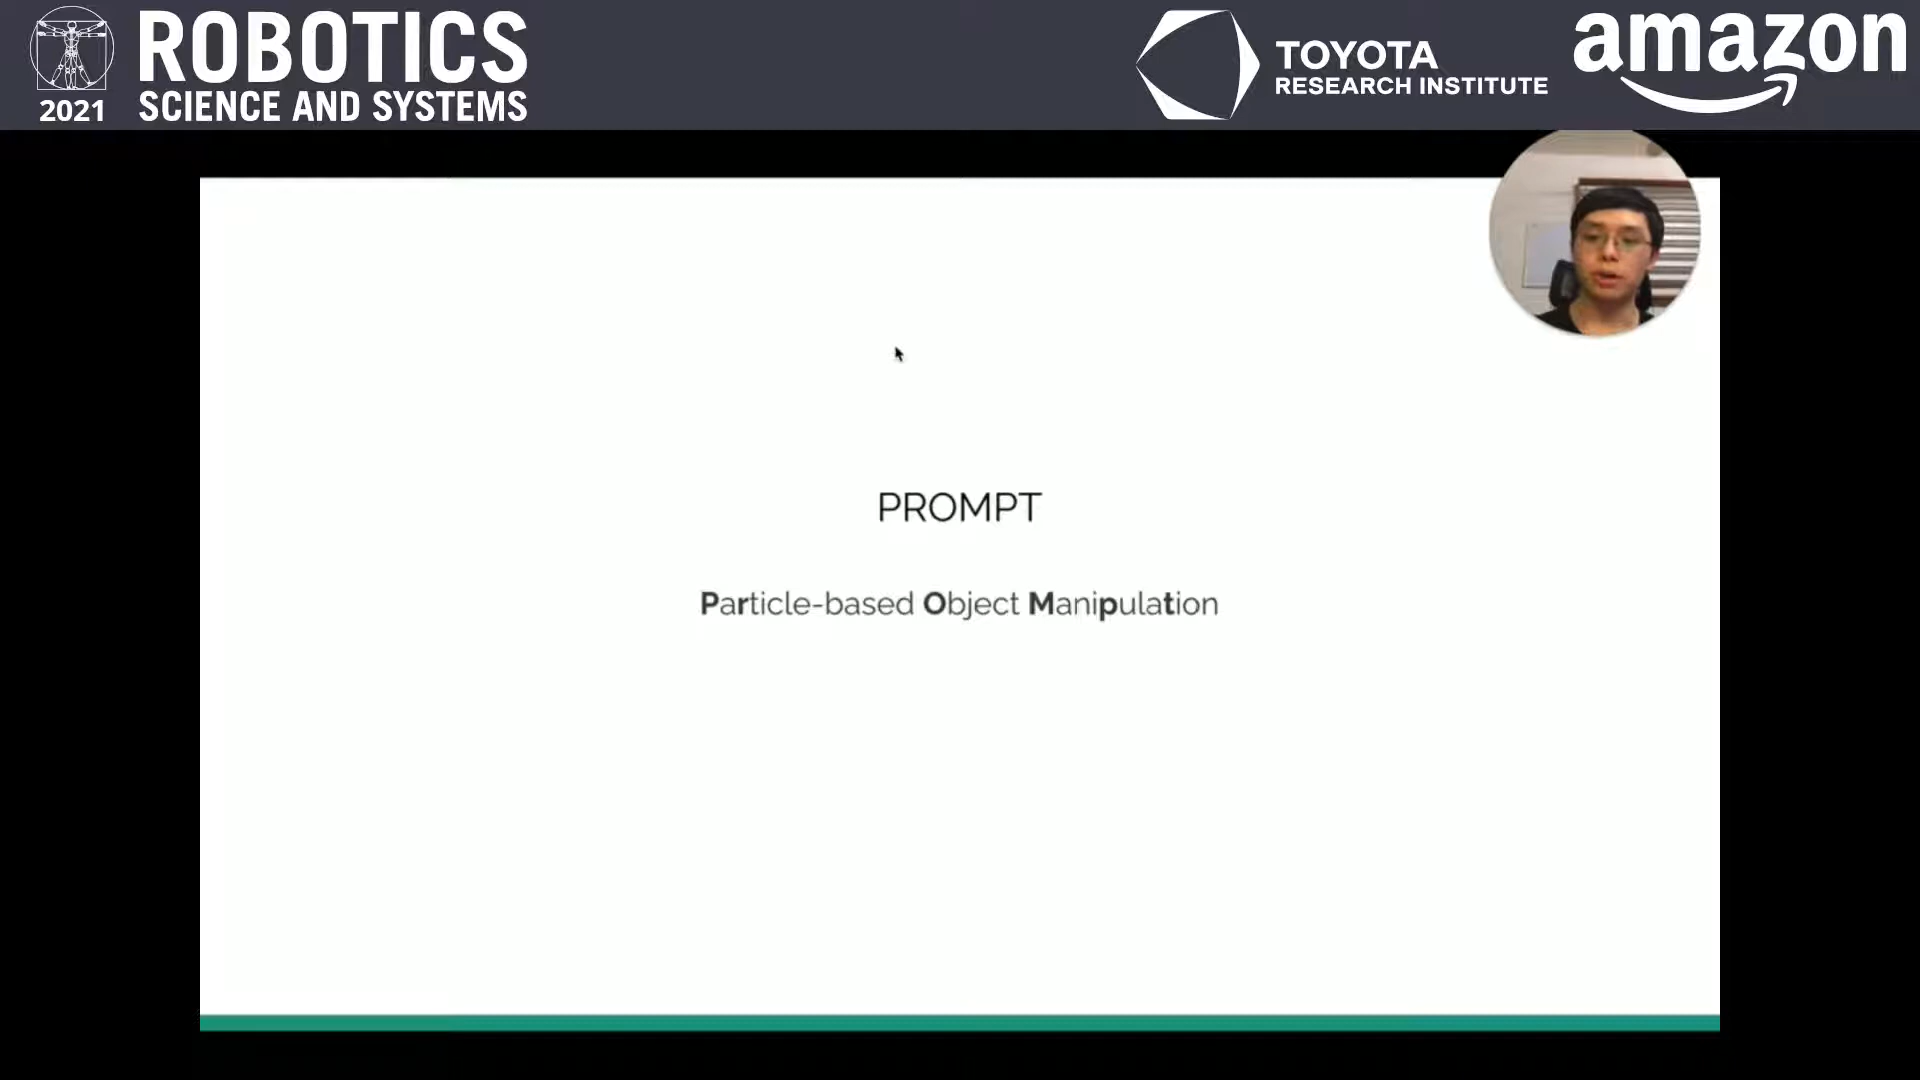 ROBOTICS
SCIENCE AND SYSTEMS
2021
TOYOTA
RESEARCH INSTITUTE
amazon
PROMPT
Particle-based Object Manipulation